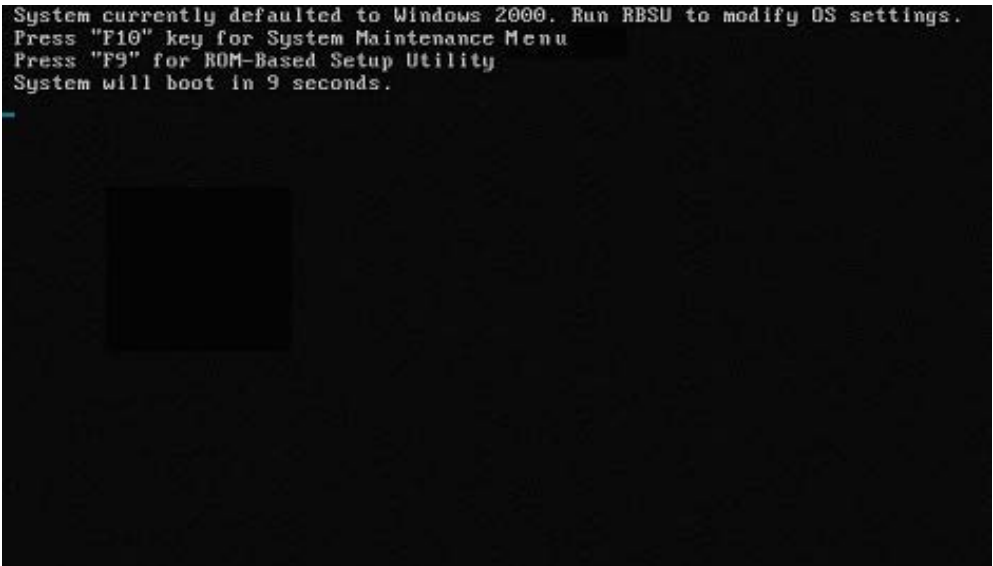 System currently defaulted to Windows 2000. Run RBSU to modify OS settings.
Press "F10" key for System Maintenance Menu
Press "F9" for ROM-Based Setup Utility
System will boot in 9 seconds.